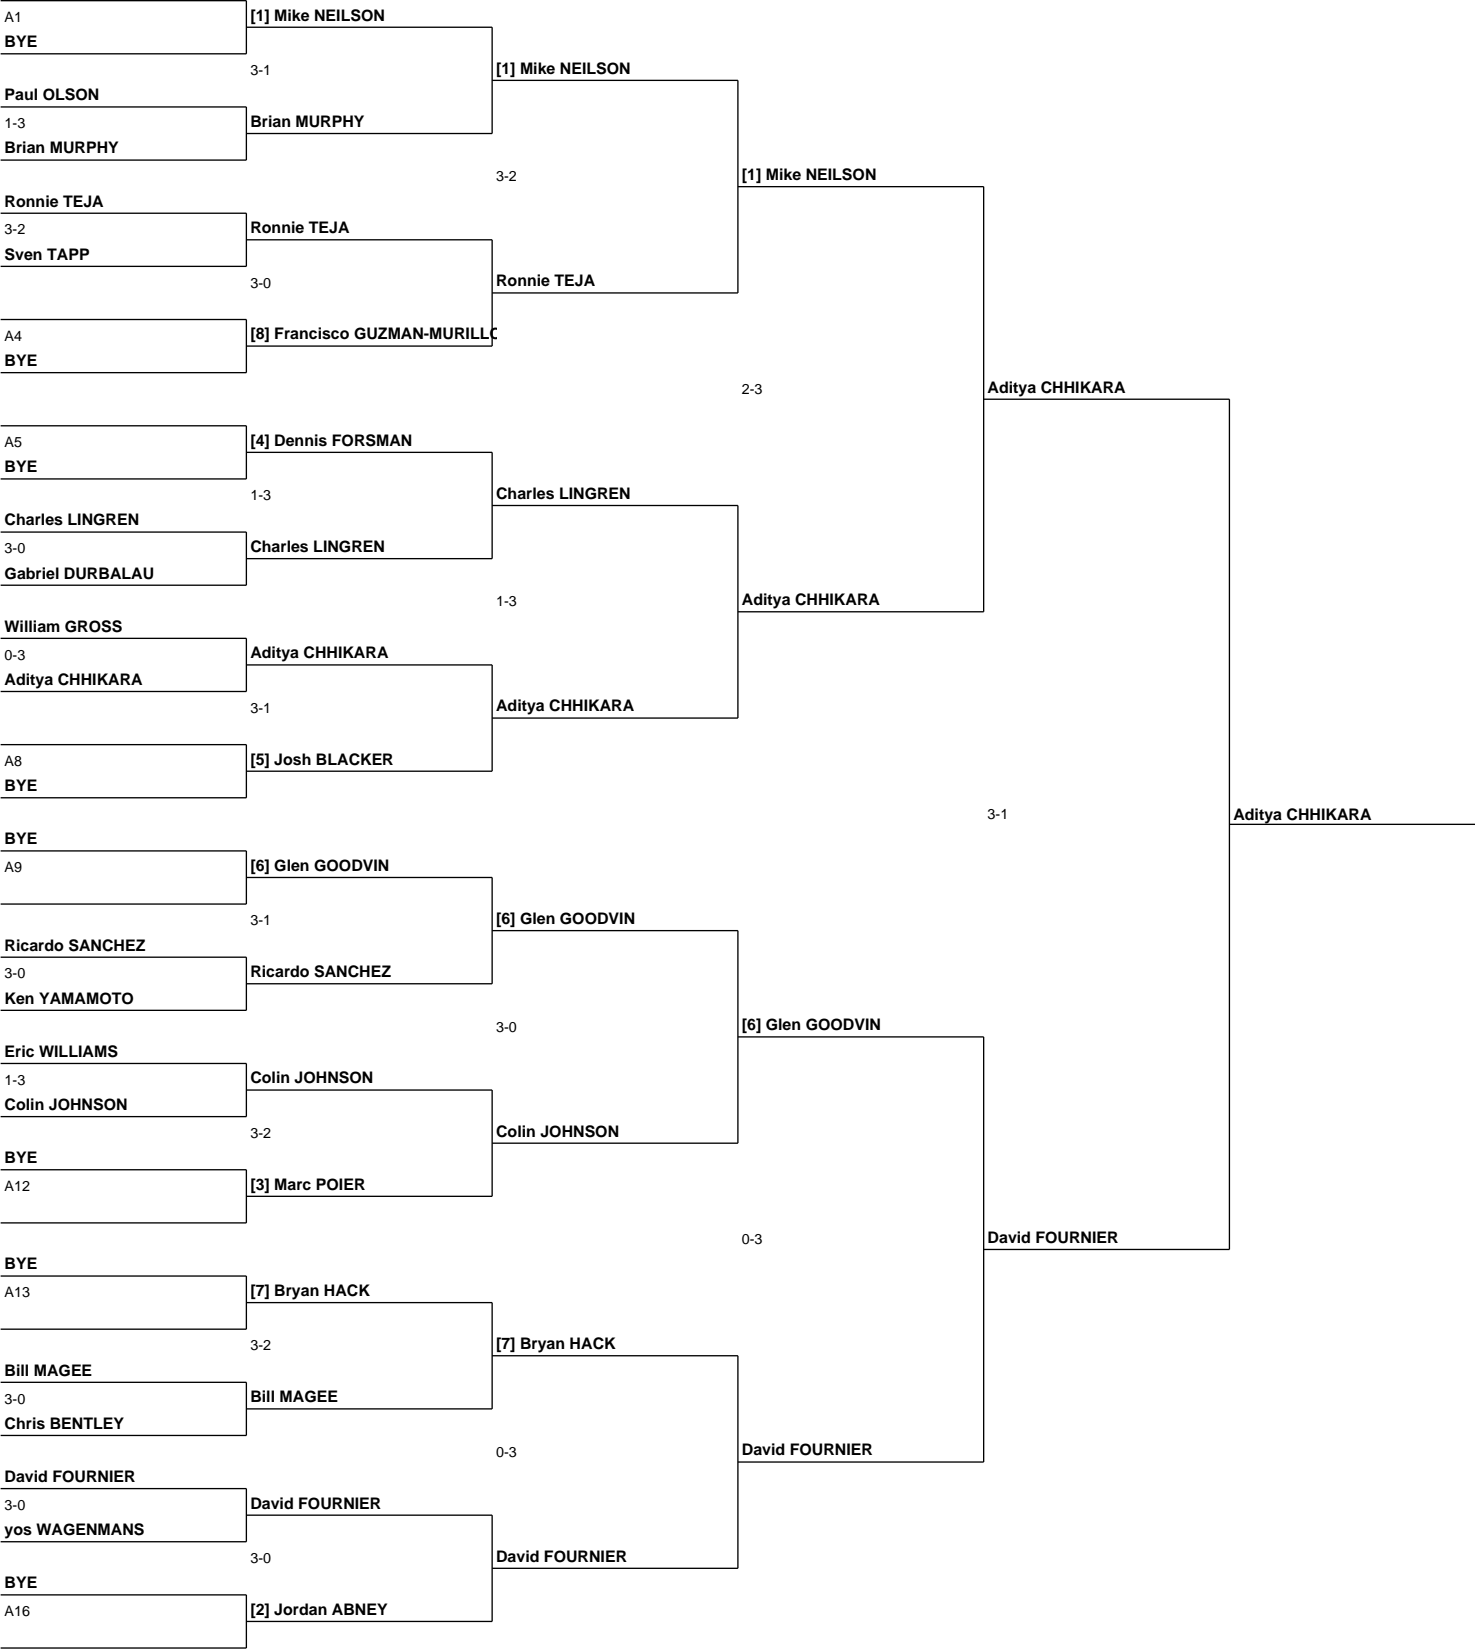 A1
[1] Mike NEILSON
BYE
3-1
[1] Mike NEILSON
Paul OLSON
1-3
Brian MURPHY
Brian MURPHY
3-2
[1] Mike NEILSON
Ronnie TEJA
3-2
Ronnie TEJA
Sven TAPP
3-0
Ronnie TEJA
A4
[8] Francisco GUZMAN-MURILLO
BYE
2-3
Aditya CHHIKARA
A5
[4] Dennis FORSMAN
BYE
1-3
Charles LINGREN
Charles LINGREN
3-0
Charles LINGREN
Gabriel DURBALAU
1-3
Aditya CHHIKARA
William GROSS
0-3
Aditya CHHIKARA
Aditya CHHIKARA
3-1
Aditya CHHIKARA
A8
[5] Josh BLACKER
BYE
3-1
Aditya CHHIKARA
BYE
A9
[6] Glen GOODVIN
3-1
[6] Glen GOODVIN
Ricardo SANCHEZ
3-0
Ricardo SANCHEZ
Ken YAMAMOTO
3-0
[6] Glen GOODVIN
Eric WILLIAMS
1-3
Colin JOHNSON
Colin JOHNSON
3-2
Colin JOHNSON
BYE
A12
[3] Marc POIER
0-3
David FOURNIER
BYE
A13
[7] Bryan HACK
3-2
[7] Bryan HACK
Bill MAGEE
3-0
Bill MAGEE
Chris BENTLEY
0-3
David FOURNIER
David FOURNIER
3-0
David FOURNIER
yos WAGENMANS
3-0
David FOURNIER
BYE
A16
[2] Jordan ABNEY